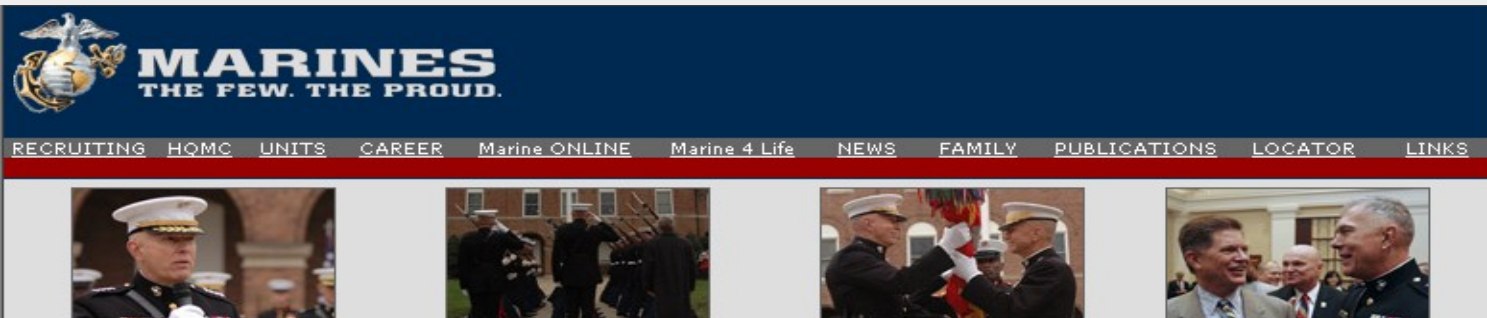 MARINES
THE FEW. THE PROUD.
RECRUITING HQMC UNITS CAREER Marine ONLINE Marine 4 Life NEWS FAMILY PUBLICATIONS LOCATOR LINKS